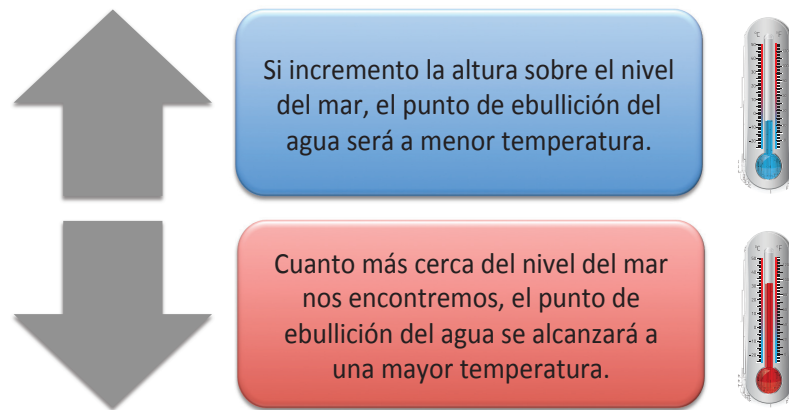 Si incremento la altura sobre el nivel
del mar, el punto de ebullición del
agua será a menor temperatura.
Cuanto más cerca del nivel del mar
nos encontremos, el punto de
ebullición del agua se alcanzará a
una mayor temperatura.